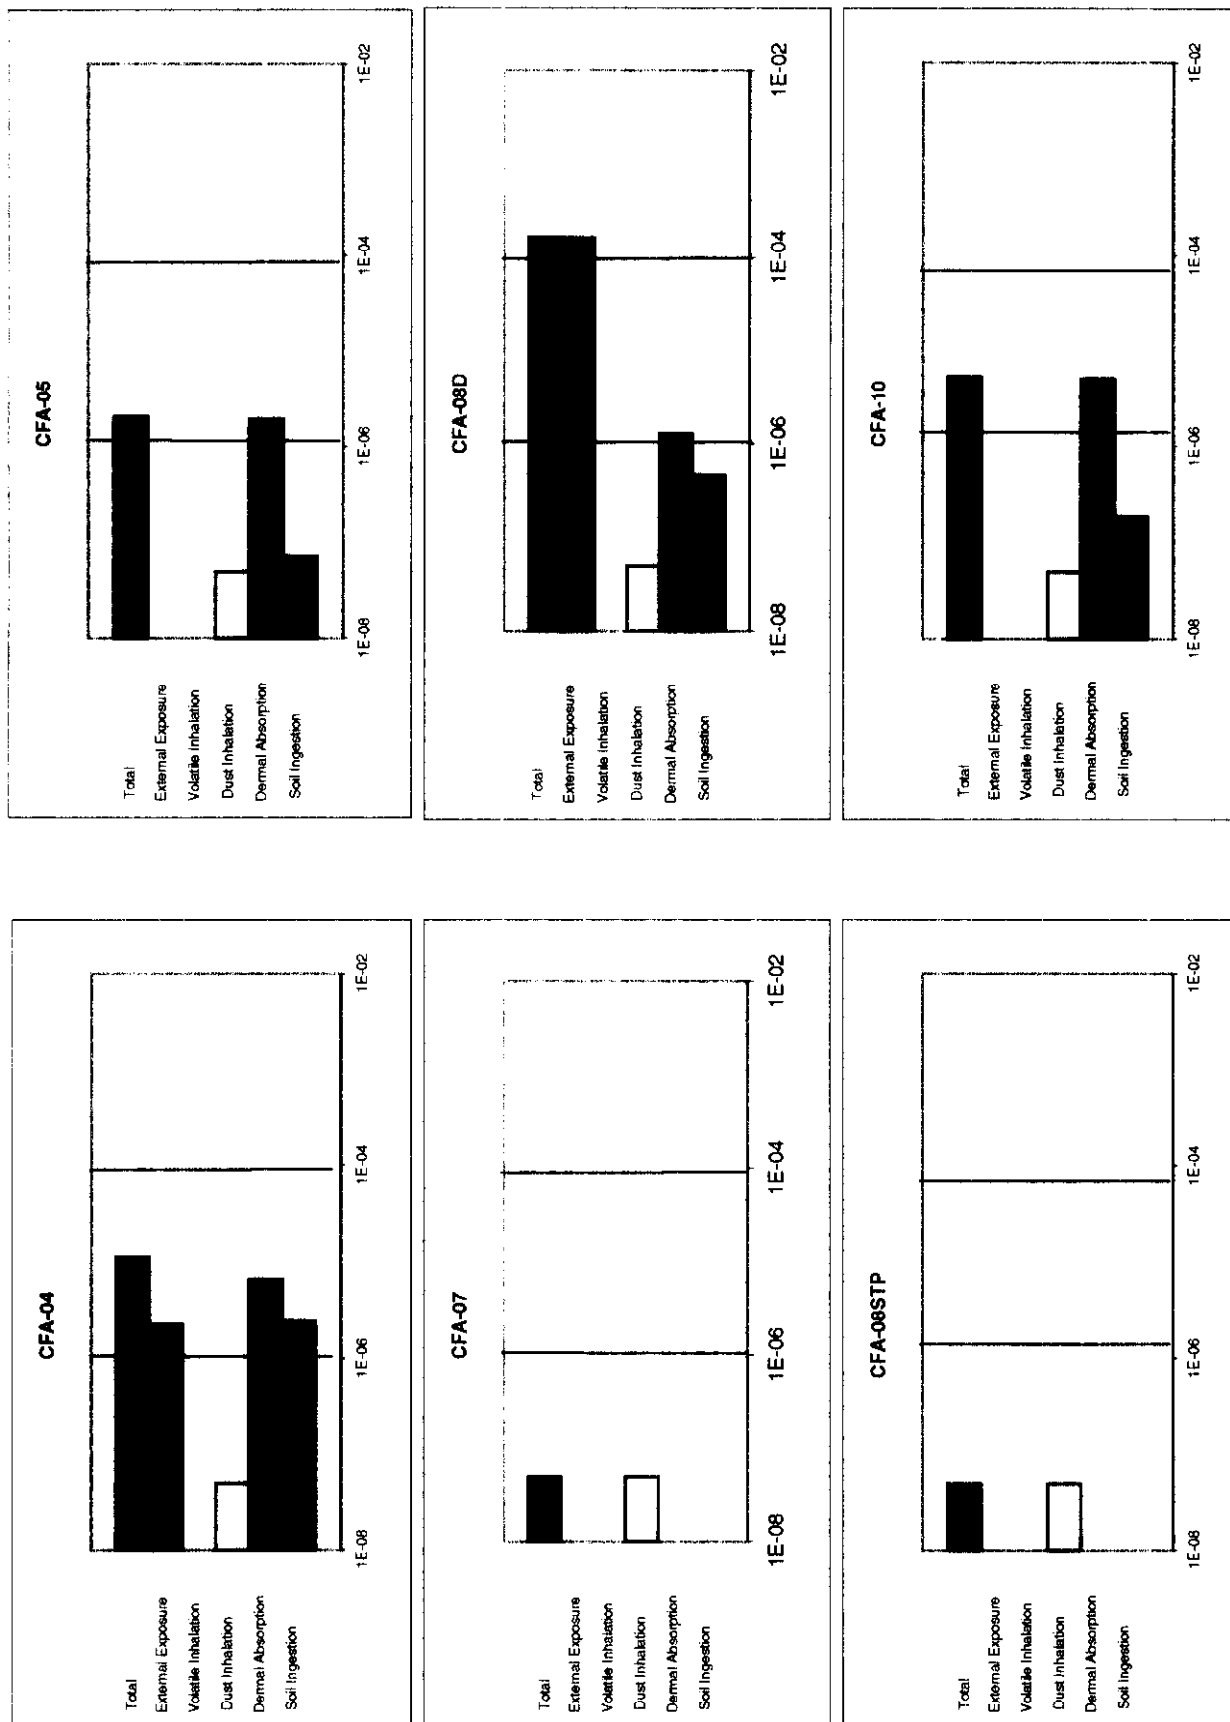 CFA-04
Total
External Exposure
Volatile Inhalation
Dust Inhalation
Dermal Absorption
Soil Ingestion
1E-08 1E-06 1E-04 1E-02
CFA-05
Total
External Exposure
Volatile Inhalation
Dust Inhalation
Dermal Absorption
Soil Ingestion
1E-08 1E-06 1E-04 1E-02
CFA-07
Total
External Exposure
Volatile Inhalation
Dust Inhalation
Dermal Absorption
Soil Ingestion
1E-08 1E-06 1E-04 1E-02
CFA-08D
Total
External Exposure
Volatile Inhalation
Dust Inhalation
Dermal Absorption
Soil Ingestion
1E-08 1E-06 1E-04 1E-02
CFA-08STP
Total
External Exposure
Volatile Inhalation
Dust Inhalation
Dermal Absorption
Soil Ingestion
1E-08 1E-06 1E-04 1E-02
CFA-10
Total
External Exposure
Volatile Inhalation
Dust Inhalation
Dermal Absorption
Soil Ingestion
1E-08 1E-06 1E-04 1E-02